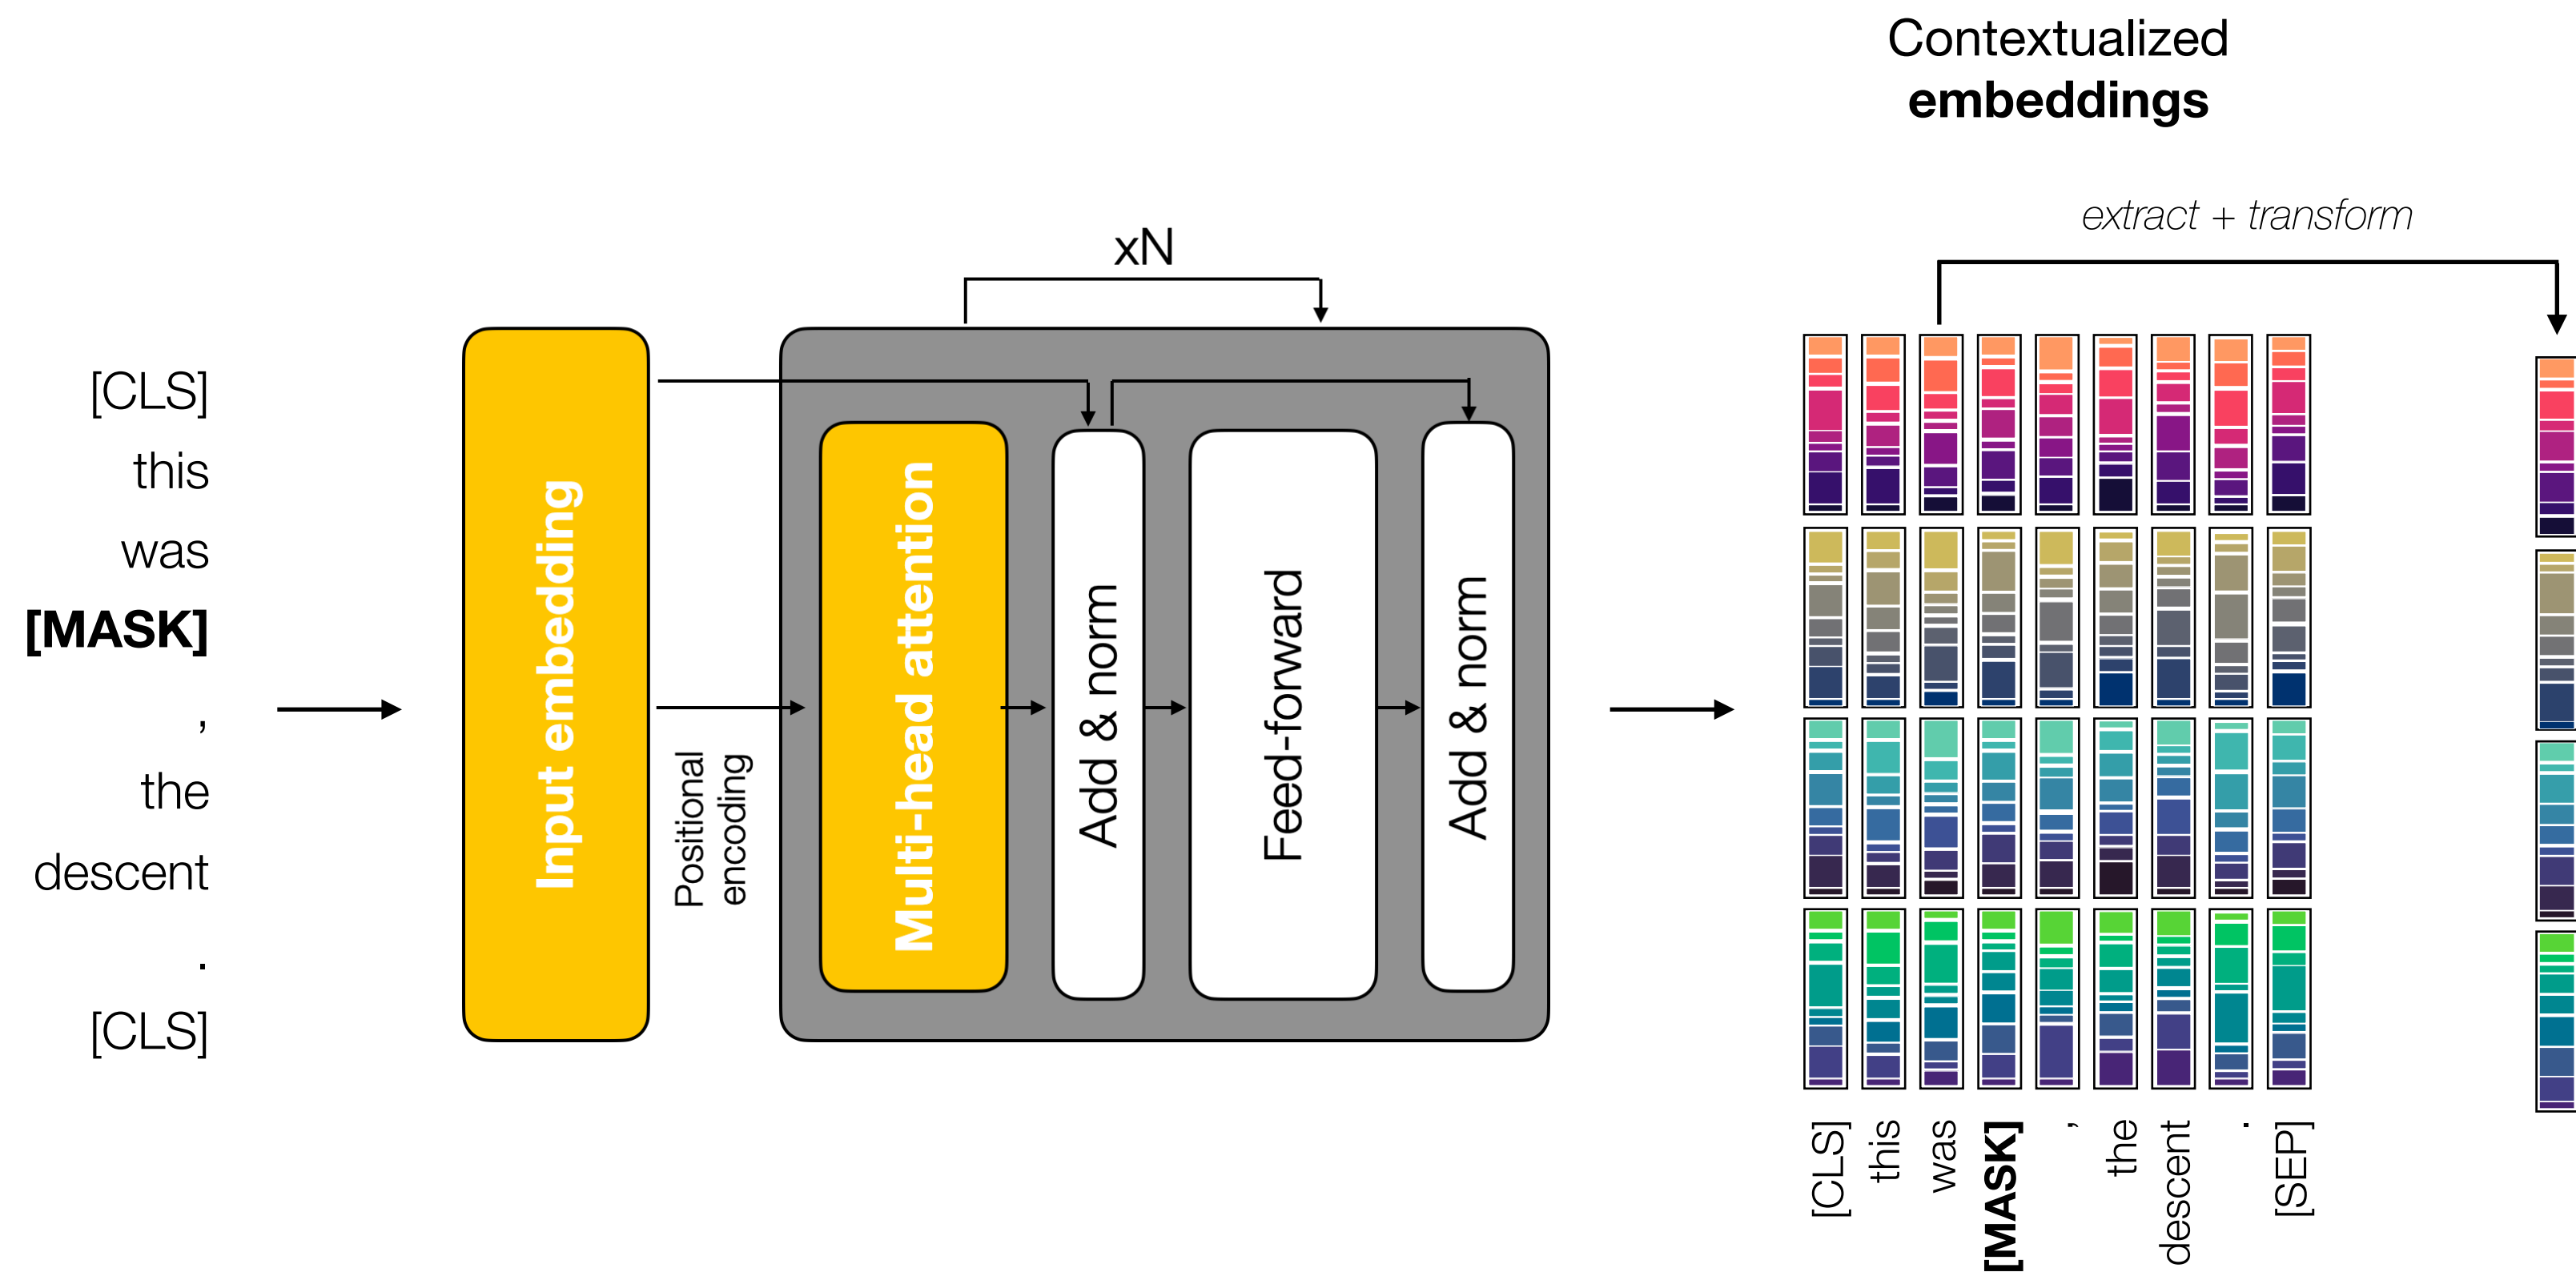 Contextualized
embeddings
extract + transform
xN
[CLS]
this
was
[MASK]
,
the
descent
.
[CLS]
Input embedding
Positional
encoding
Multi-head attention
Add & norm
Feed-forward
Add & norm
[CLS]
this
was
[MASK]
,
the
descent
.
[SEP]